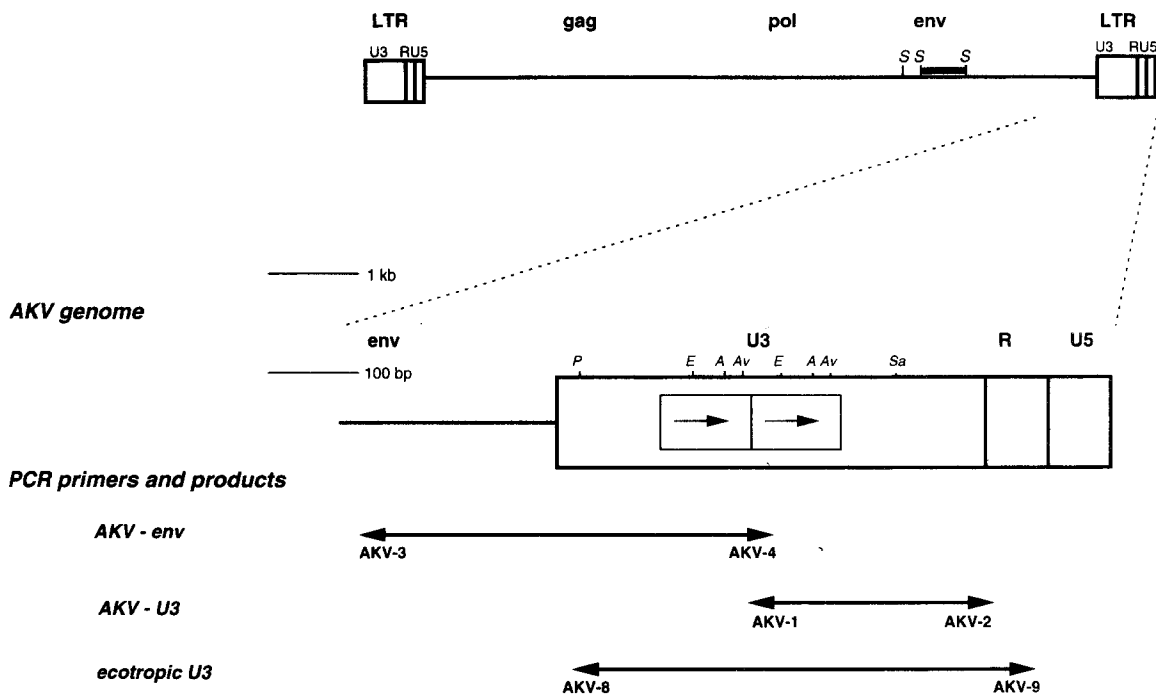 LTR gag pol env LTR
U3 RU5 S S S U3 RU5
1 kb
AKV genome
env U3 R U5
100 bp P E A Av E A Av Sa
PCR primers and products
AKV - env
AKV-3 AKV-4
AKV - U3
AKV-1 AKV-2
ecotropic U3
AKV-8 AKV-9